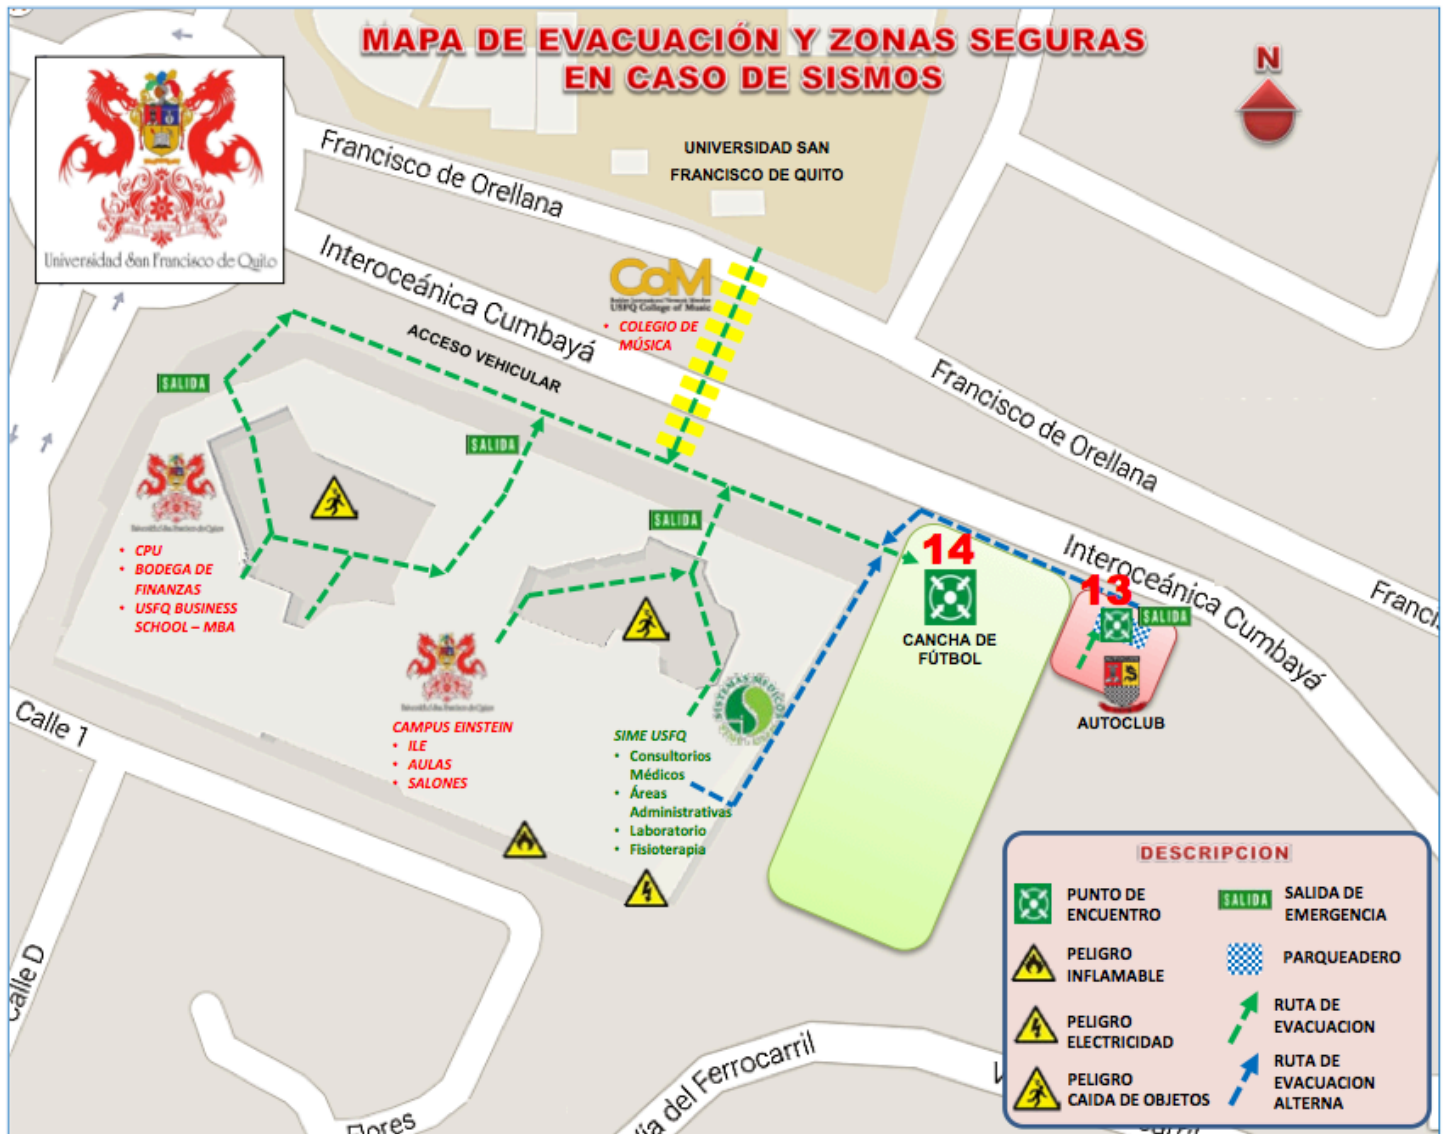 MAPA DE EVACUACIÓN Y ZONAS SEGURAS
EN CASO DE SISMOS
N
Universidad San Francisco de Quito
UNIVERSIDAD SAN
FRANCISCO DE QUITO
Francisco de Orellana
Interoceánica Cumbayá
ACCESO VEHICULAR
CoM
USFQ College of Music
• COLEGIO DE
MÚSICA
SALIDA
Francisco de Orellana
SALIDA
SALIDA
• CPU
• BODEGA DE
FINANZAS
• USFQ BUSINESS
SCHOOL – MBA
14
CANCHA DE
FÚTBOL
Interoceánica Cumbayá
13
SALIDA
AUTOCLUB
Franci
SISTEMAS MEDICOS
Calle 1
CAMPUS EINSTEIN
• ILE
• AULAS
• SALONES
SIME USFQ
• Consultorios
Médicos
• Áreas
Administrativas
• Laboratorio
• Fisioterapia
Calle D
Flores
ía del Ferrocarril
DESCRIPCION
PUNTO DE
ENCUENTRO
SALIDA
SALIDA DE
EMERGENCIA
PELIGRO
INFLAMABLE
PARQUEADERO
PELIGRO
ELECTRICIDAD
RUTA DE
EVACUACION
PELIGRO
CAIDA DE OBJETOS
RUTA DE
EVACUACION
ALTERNA